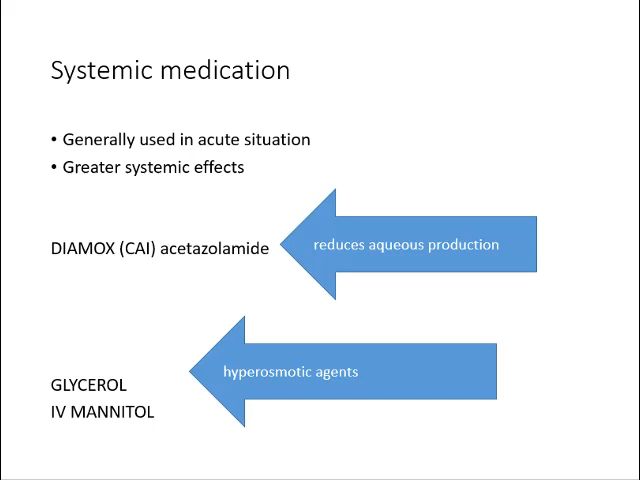 Systemic medication
• Generally used in acute situation
• Greater systemic effects
DIAMOX (CAI) acetazolamide
reduces aqueous production
hyperosmotic agents
GLYCEROL
IV MANNITOL